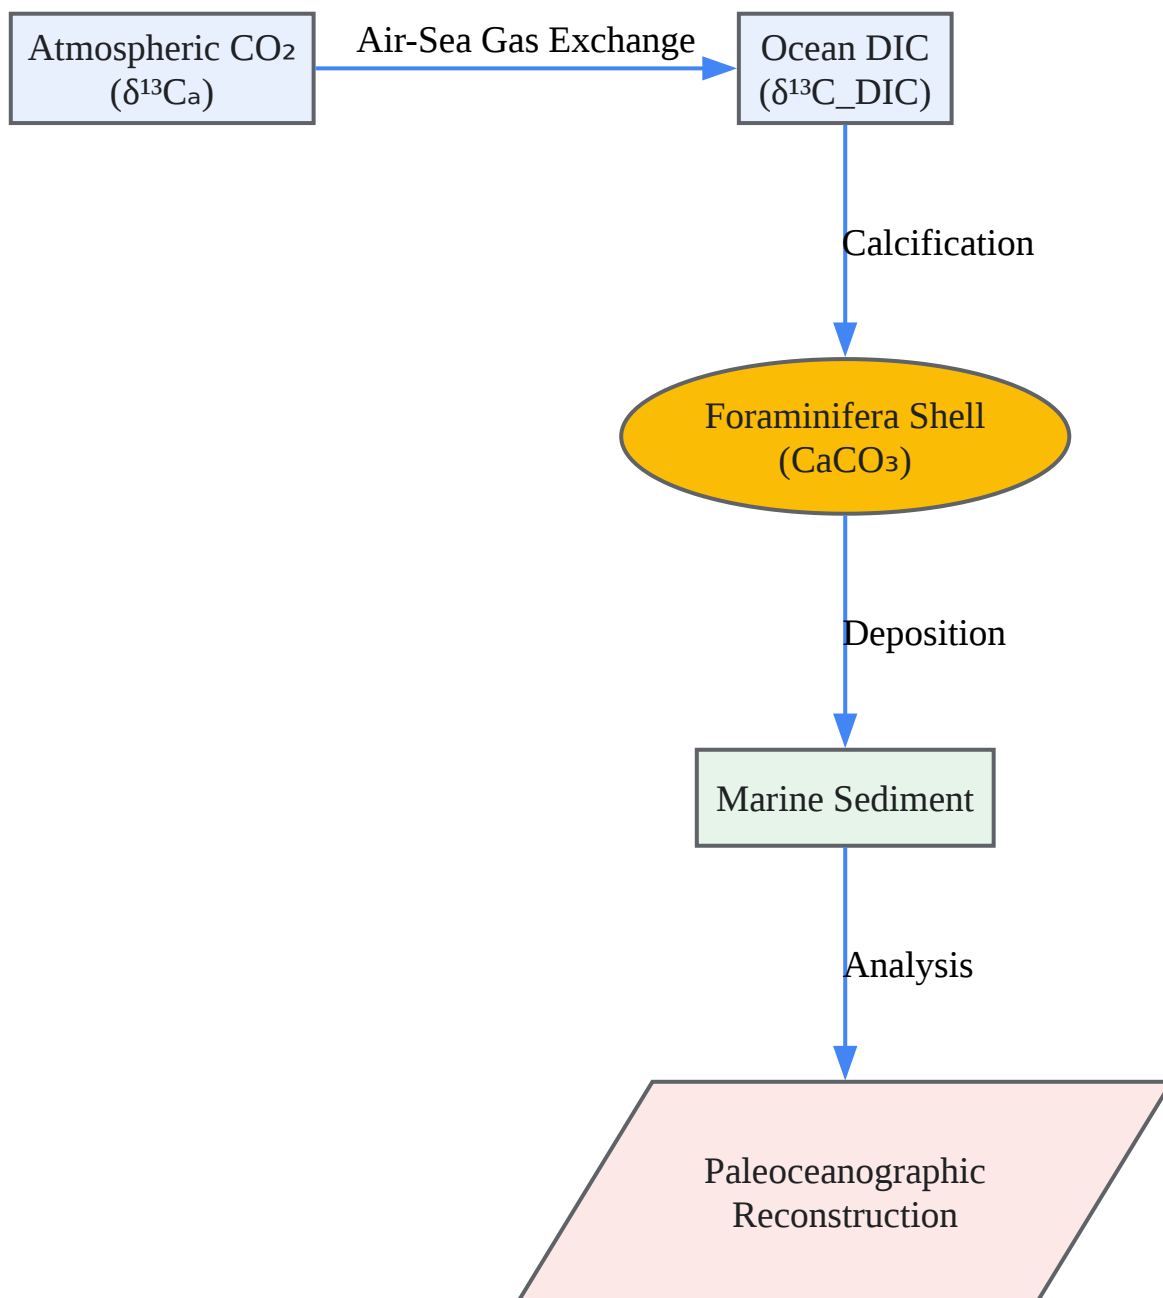 Atmospheric CO₂
(δ¹³Cₐ)
Air-Sea Gas Exchange
Ocean DIC
(δ¹³C_DIC)
Calcification
Foraminifera Shell
(CaCO₃)
Deposition
Marine Sediment
Analysis
Paleoceanographic
Reconstruction